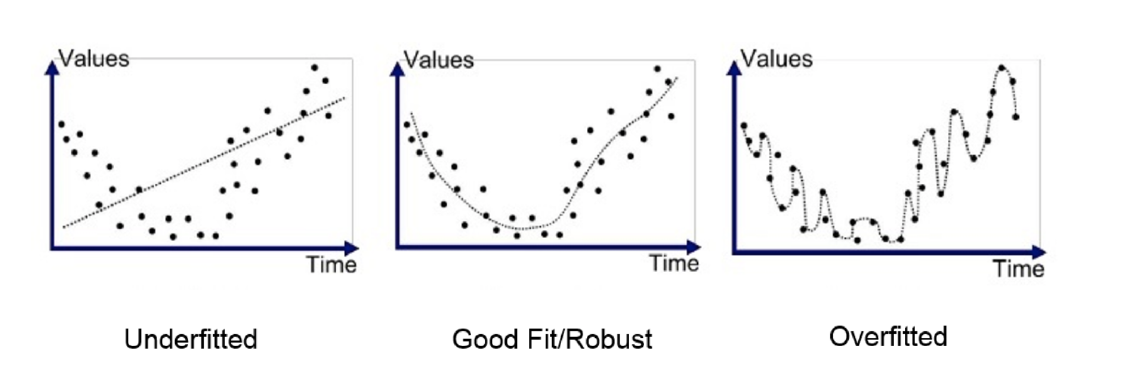 Values
Time
Underfitted
Values
Time
Good Fit/Robust
Values
Time
Overfitted